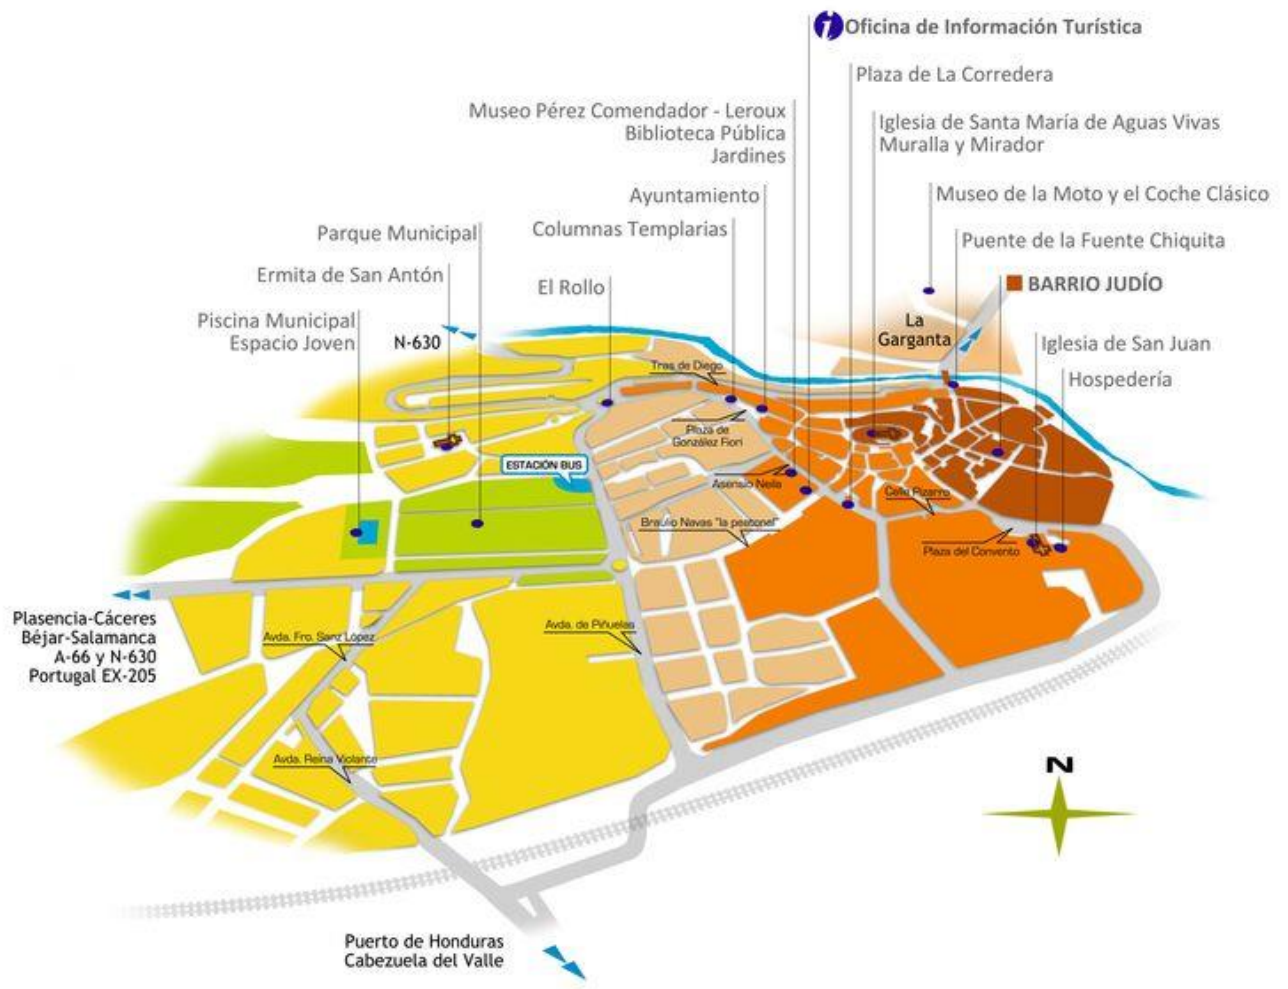 Oficina de Información Turística
Plaza de La Corredera
Museo Pérez Comendador - Leroux
Biblioteca Pública
Jardines
Iglesia de Santa María de Aguas Vivas
Muralla y Mirador
Ayuntamiento
Museo de la Moto y el Coche Clásico
Columnas Templarias
Parque Municipal
Puente de la Fuente Chiquita
Ermita de San Antón
El Rollo
BARRIO JUDÍO
Piscina Municipal
Espacio Joven
N-630
La
Garganta
Iglesia de San Juan
Hospedería
Tras de Diego
Plaza de
González Fiori
ESTACIÓN BUS
Asensio Neila
Calle Pizarro
Braulio Navas "la peatonal"
Plaza del Convento
Plasencia-Cáceres
Béjar-Salamanca
A-66 y N-630
Portugal EX-205
Avda. Fro. Sanz López
Avda. de Piñuelas
Avda. Reina Violante
N
Puerto de Honduras
Cabezuela del Valle